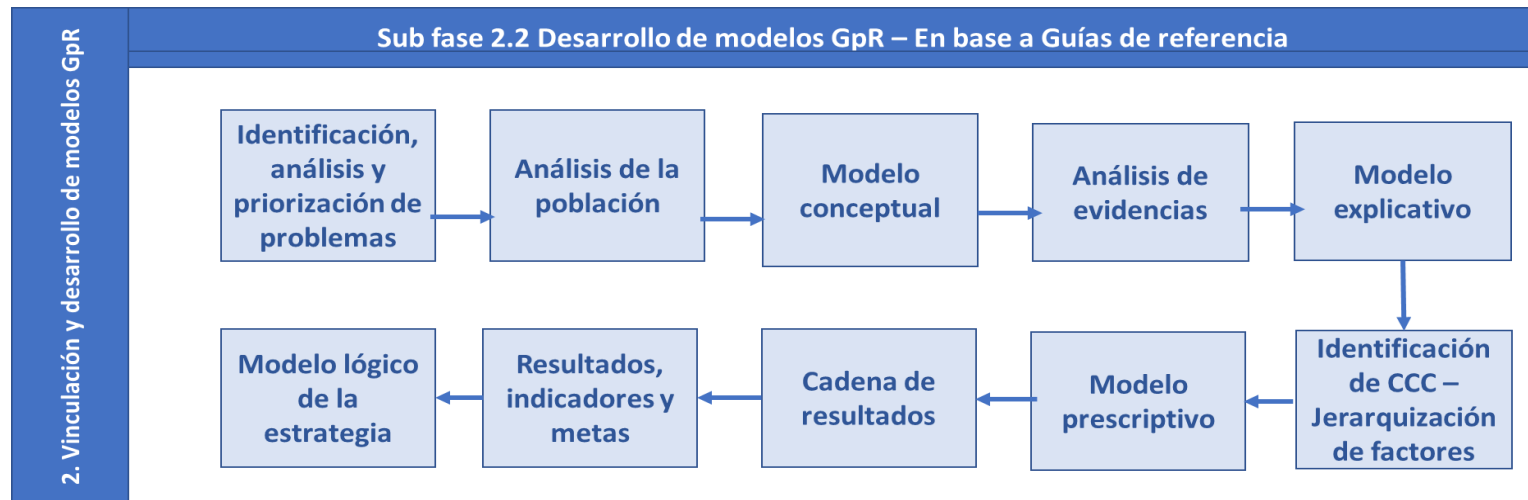 2. Vinculación y desarrollo de modelos GpR
Sub fase 2.2 Desarrollo de modelos GpR – En base a Guías de referencia
Identificación,
análisis y
priorización de
problemas
Análisis de la
población
Modelo
conceptual
Análisis de
evidencias
Modelo
explicativo
Identificación
de CCC –
Jerarquización
de factores
Modelo
prescriptivo
Cadena de
resultados
Resultados,
indicadores y
metas
Modelo lógico
de la
estrategia